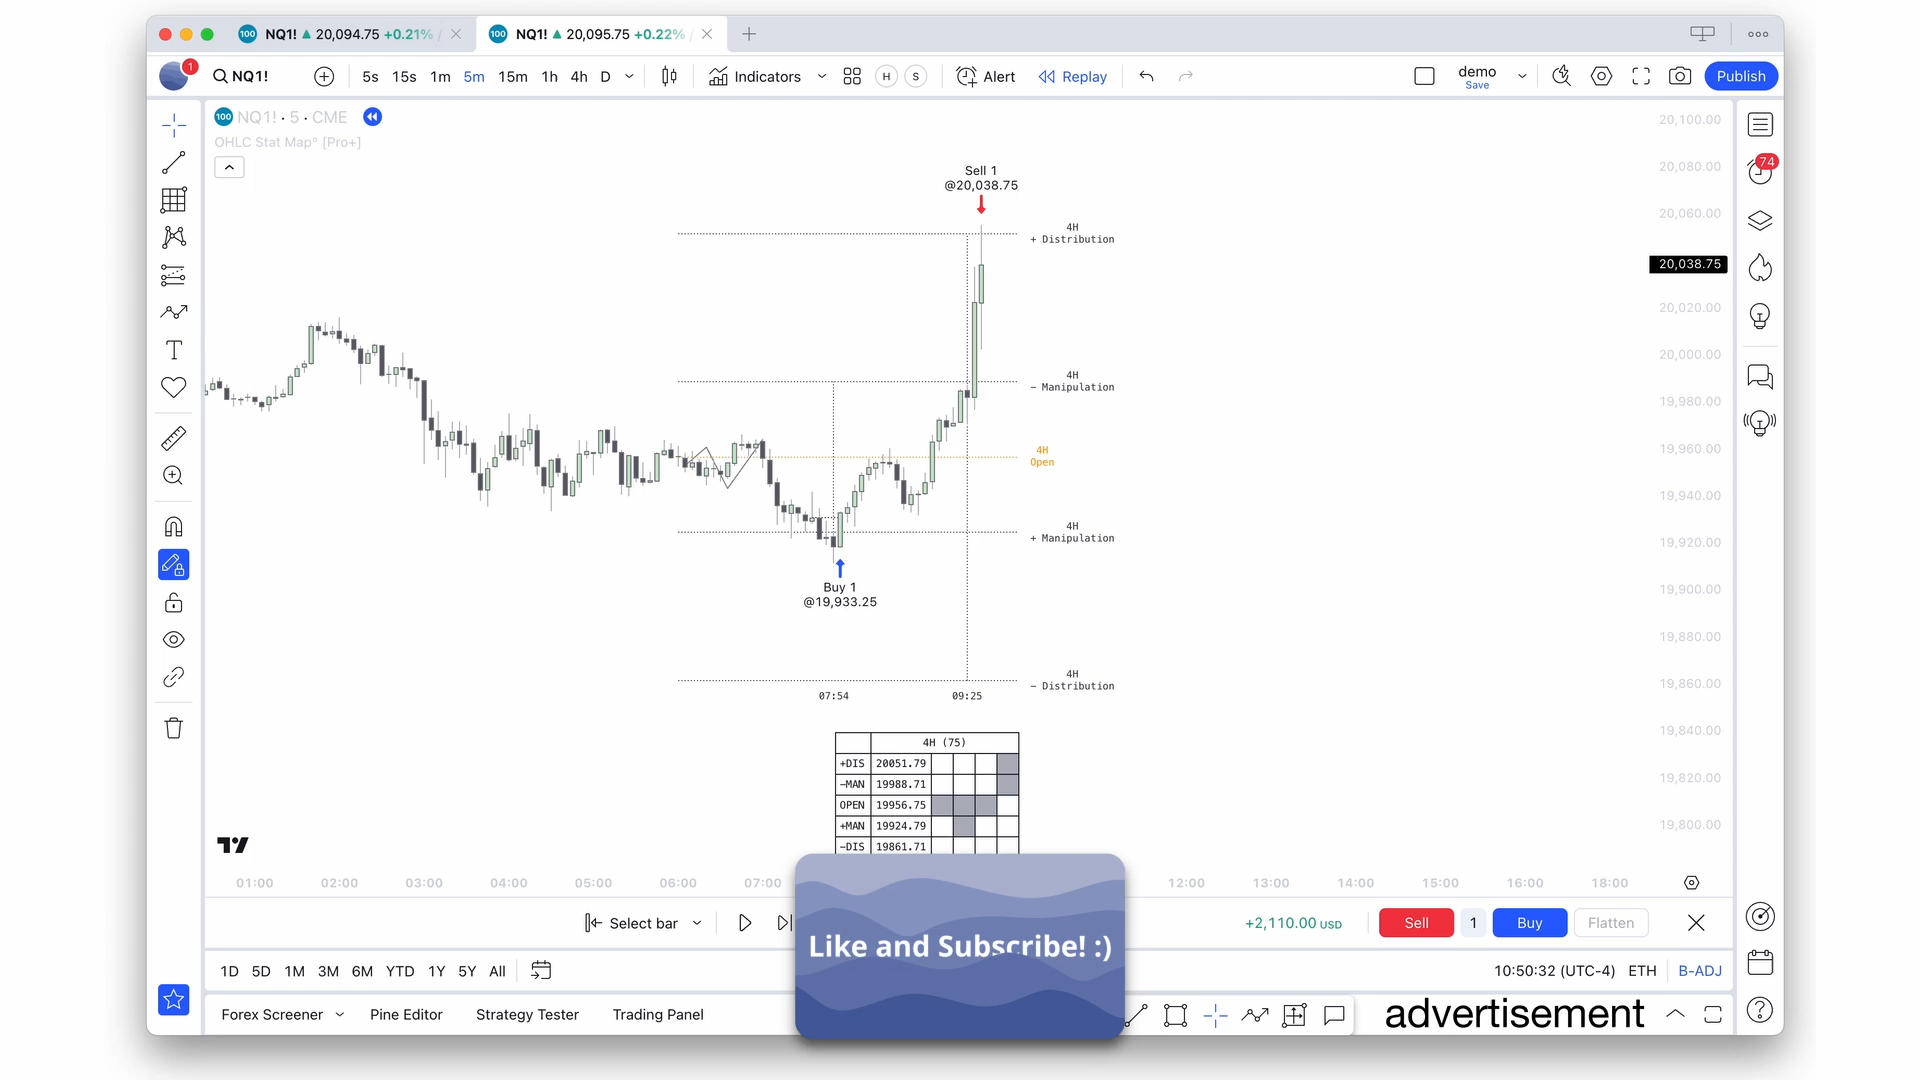 NQ1! ▲ 20,094.75 +0.21% /
NQ1! ▲ 20,095.75 +0.22% /
1
NQ1!
5s 15s 1m 5m 15m 1h 4h D
Indicators
H S
Alert
Replay
demo
Save
Publish
100 NQ1! · 5 · CME
OHLC Stat Map° [Pro+]
74
20,100.00
20,080.00
20,060.00
20,038.75
20,020.00
20,000.00
19,980.00
19,960.00
19,940.00
19,920.00
19,900.00
19,880.00
19,860.00
19,840.00
19,820.00
19,800.00
Sell 1
@20,038.75
4H
+ Distribution
4H
− Manipulation
4H
Open
4H
+ Manipulation
Buy 1
@19,933.25
4H
− Distribution
07:54 09:25
4H (75)
+DIS 20051.79
−MAN 19988.71
OPEN 19956.75
+MAN 19924.79
−DIS 19861.71
01:00 02:00 03:00 04:00 05:00 06:00 07:00 12:00 13:00 14:00 15:00 16:00 18:00
Select bar
+2,110.00 USD
Sell 1 Buy Flatten
Like and Subscribe! :)
1D 5D 1M 3M 6M YTD 1Y 5Y All
10:50:32 (UTC-4) ETH B-ADJ
Forex Screener Pine Editor Strategy Tester Trading Panel
advertisement